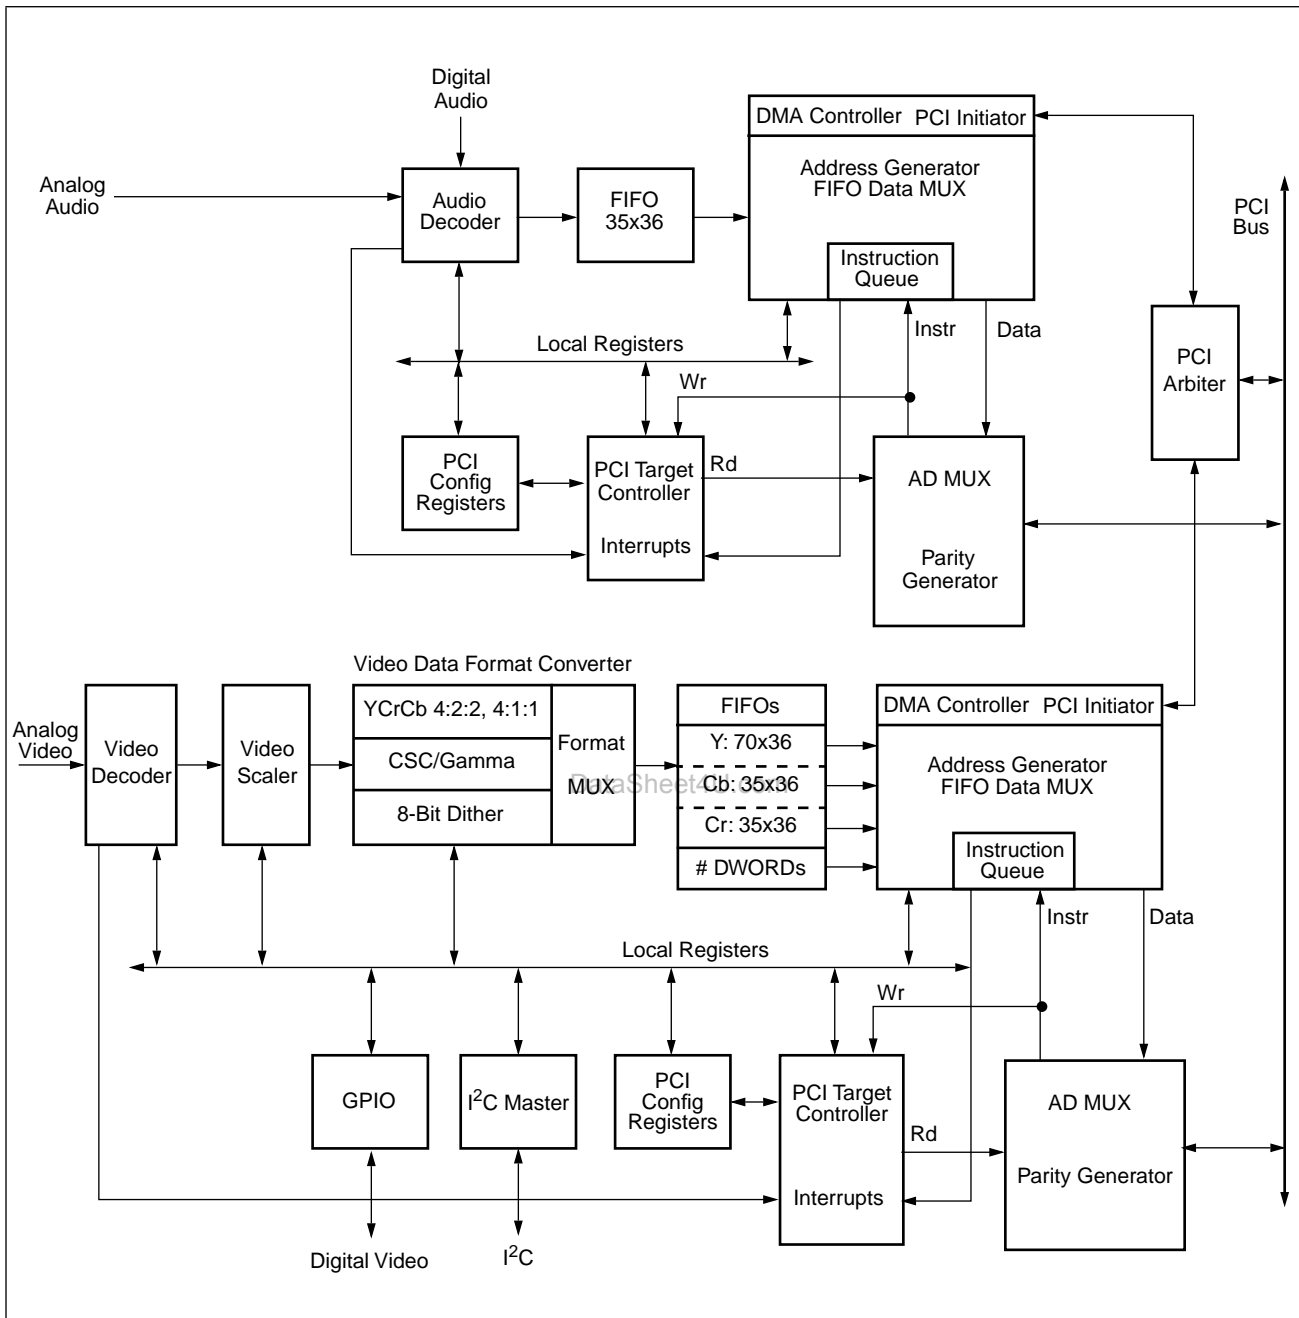 Digital
Audio
Analog
Audio
Audio
Decoder
FIFO
35x36
DMA Controller PCI Initiator
Address Generator
FIFO Data MUX
Instruction
Queue
PCI
Bus
Instr
Data
Local Registers
Wr
PCI
Arbiter
PCI
Config
Registers
PCI Target
Controller
Interrupts
Rd
AD MUX
Parity
Generator
Video Data Format Converter
Analog
Video
Video
Decoder
Video
Scaler
YCrCb 4:2:2, 4:1:1
CSC/Gamma
8-Bit Dither
Format
MUX
FIFOs
Y: 70x36
Cb: 35x36
Cr: 35x36
# DWORDs
DataSheet4U.com
DMA Controller PCI Initiator
Address Generator
FIFO Data MUX
Instruction
Queue
Instr
Data
Local Registers
Wr
GPIO
I²C Master
PCI
Config
Registers
PCI Target
Controller
Interrupts
Rd
AD MUX
Parity Generator
Digital Video
I²C